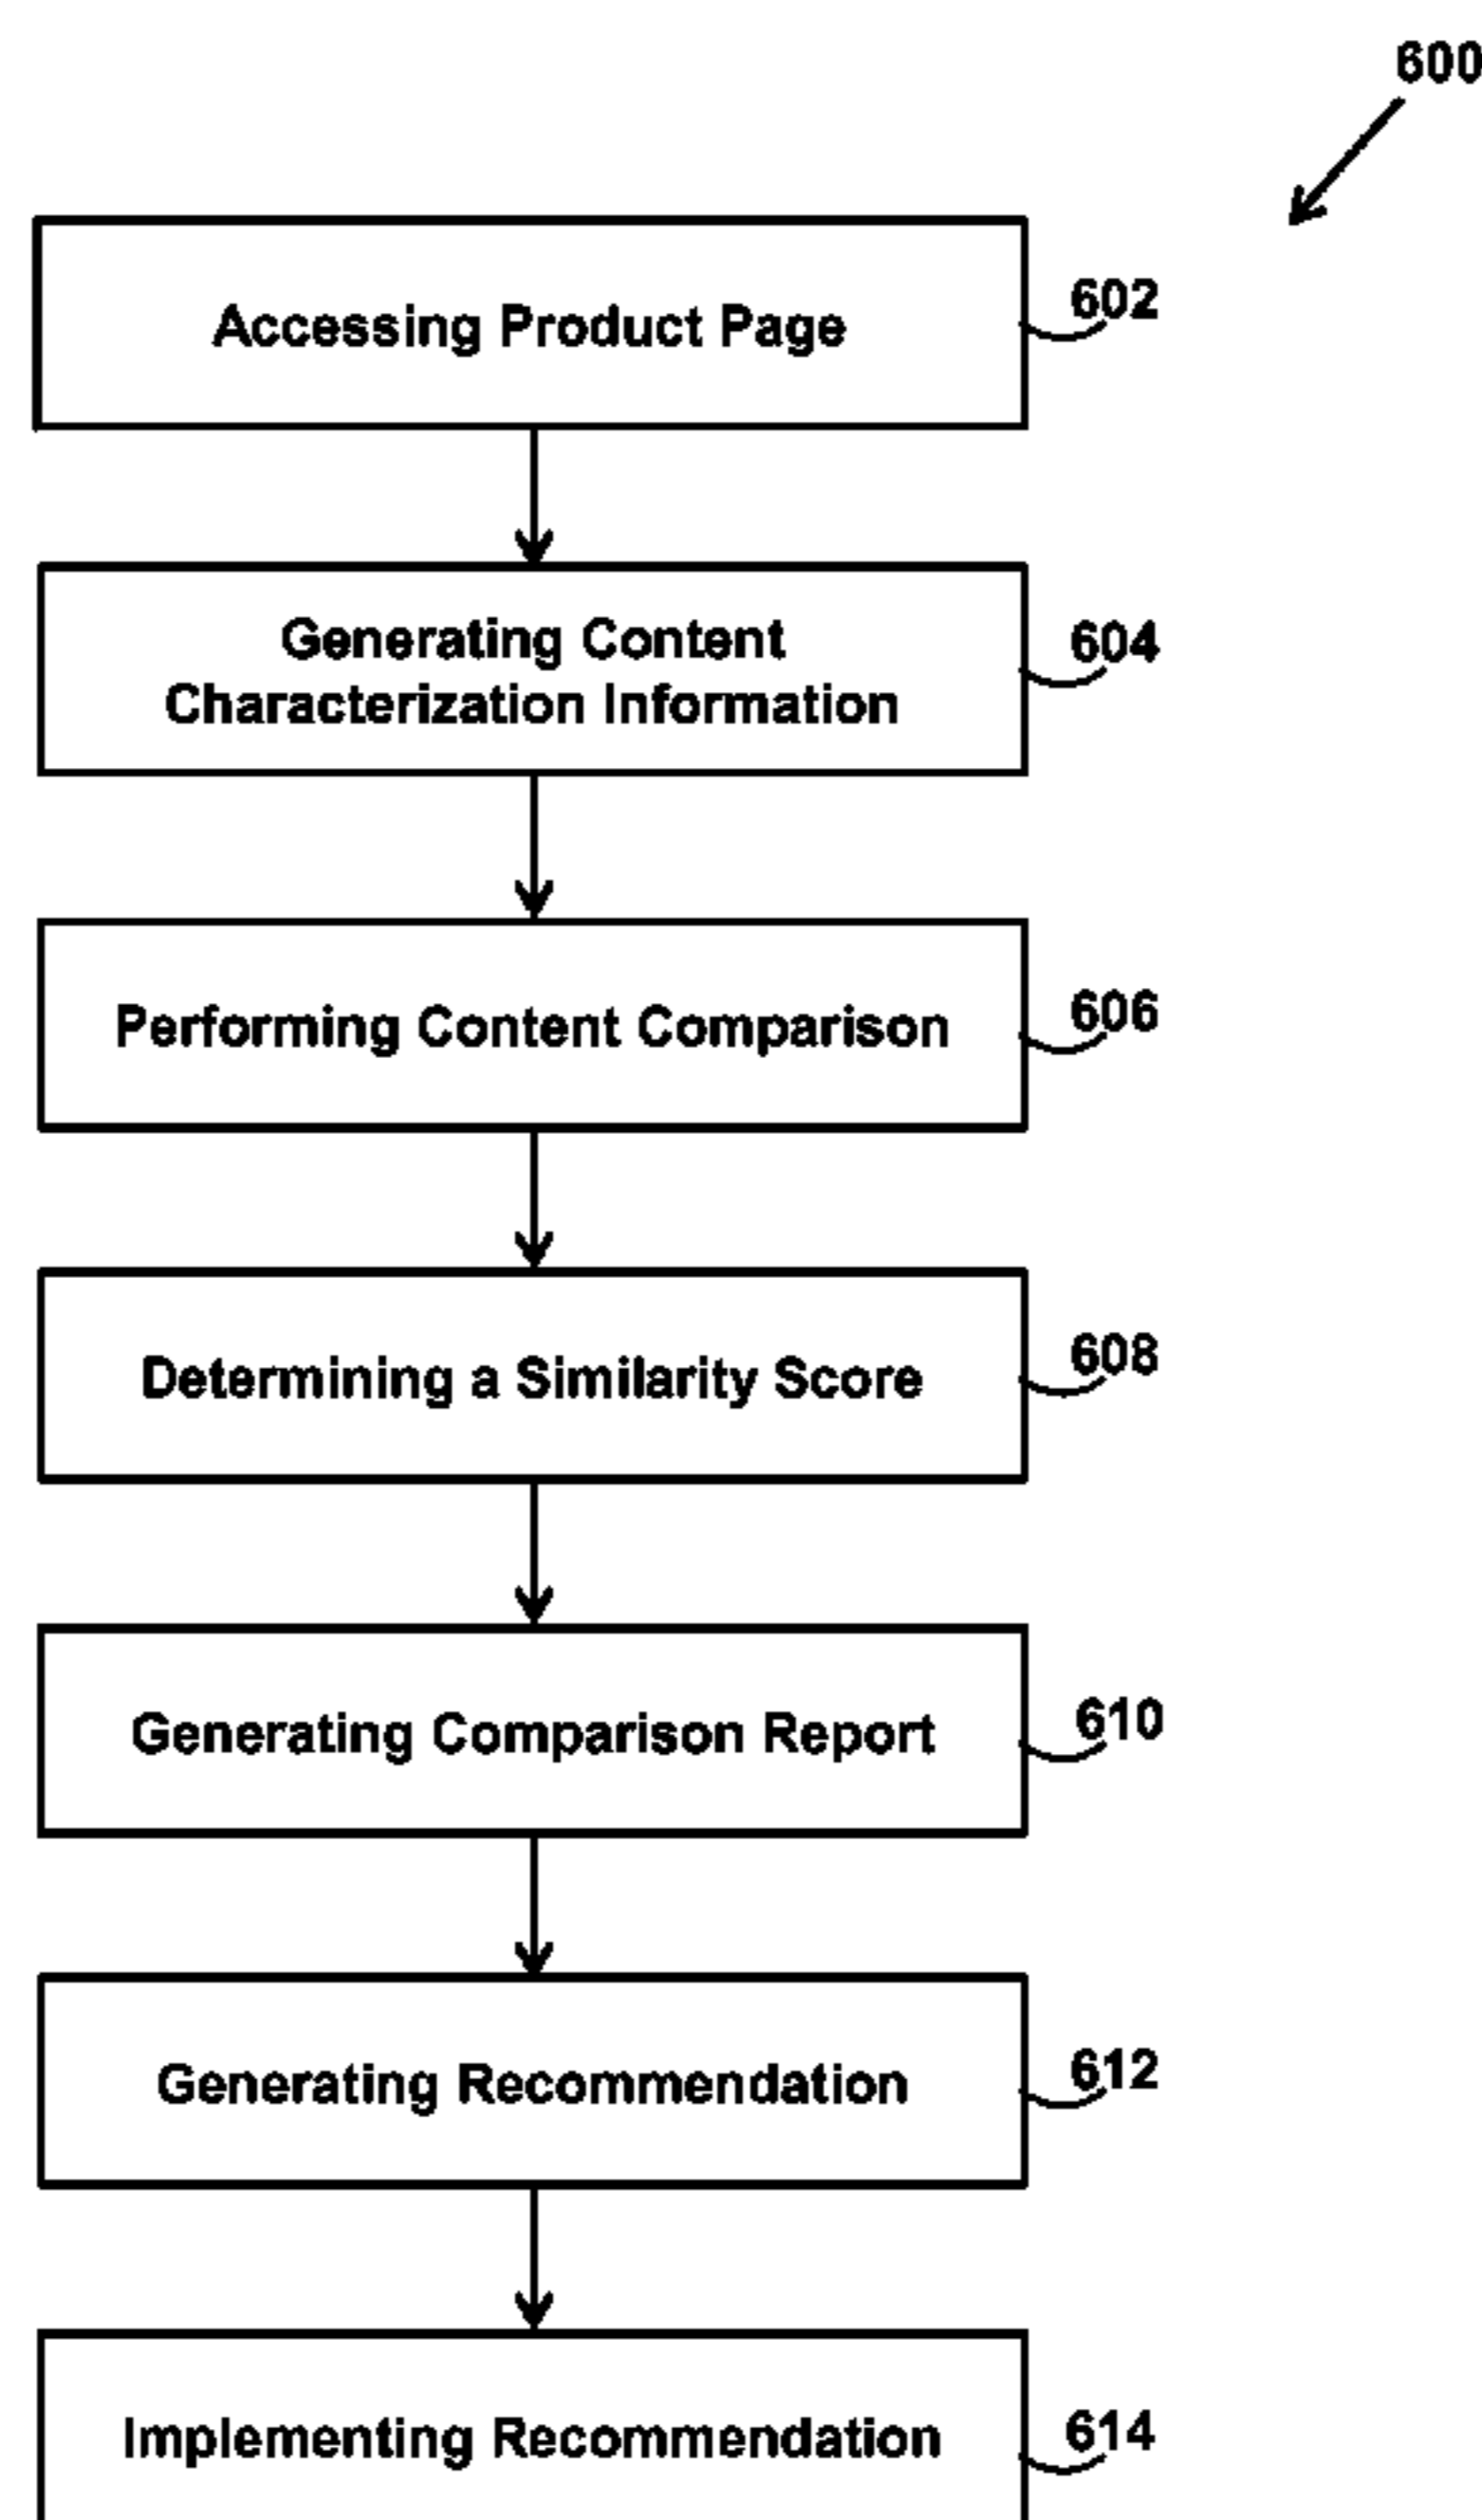 600
Accessing Product Page
602
Generating Content
Characterization Information
604
Performing Content Comparison
606
Determining a Similarity Score
608
Generating Comparison Report
610
Generating Recommendation
612
Implementing Recommendation
614